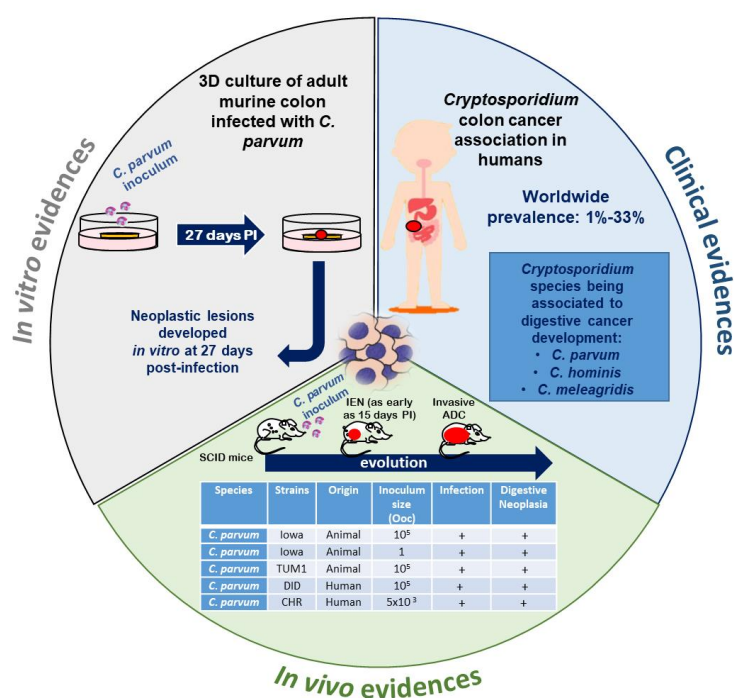 In vitro evidences
3D culture of adult
murine colon
infected with C.
parvum
C. parvum
inoculum
27 days PI
Neoplastic lesions
developed
in vitro at 27 days
post-infection
Clinical evidences
Cryptosporidium
colon cancer
association in
humans
Worldwide
prevalence: 1%-33%
Cryptosporidium
species being
associated to
digestive cancer
development:
• C. parvum
• C. hominis
• C. meleagridis
C. parvum
inoculum
IEN (as early
as 15 days PI)
Invasive
ADC
SCID mice
evolution
Species Strains Origin Inoculum size (Ooc) Infection Digestive Neoplasia
C. parvum Iowa Animal 10⁵ + +
C. parvum Iowa Animal 1 + +
C. parvum TUM1 Animal 10⁵ + +
C. parvum DID Human 10⁵ + +
C. parvum CHR Human 5x10 ³ + +
In vivo evidences